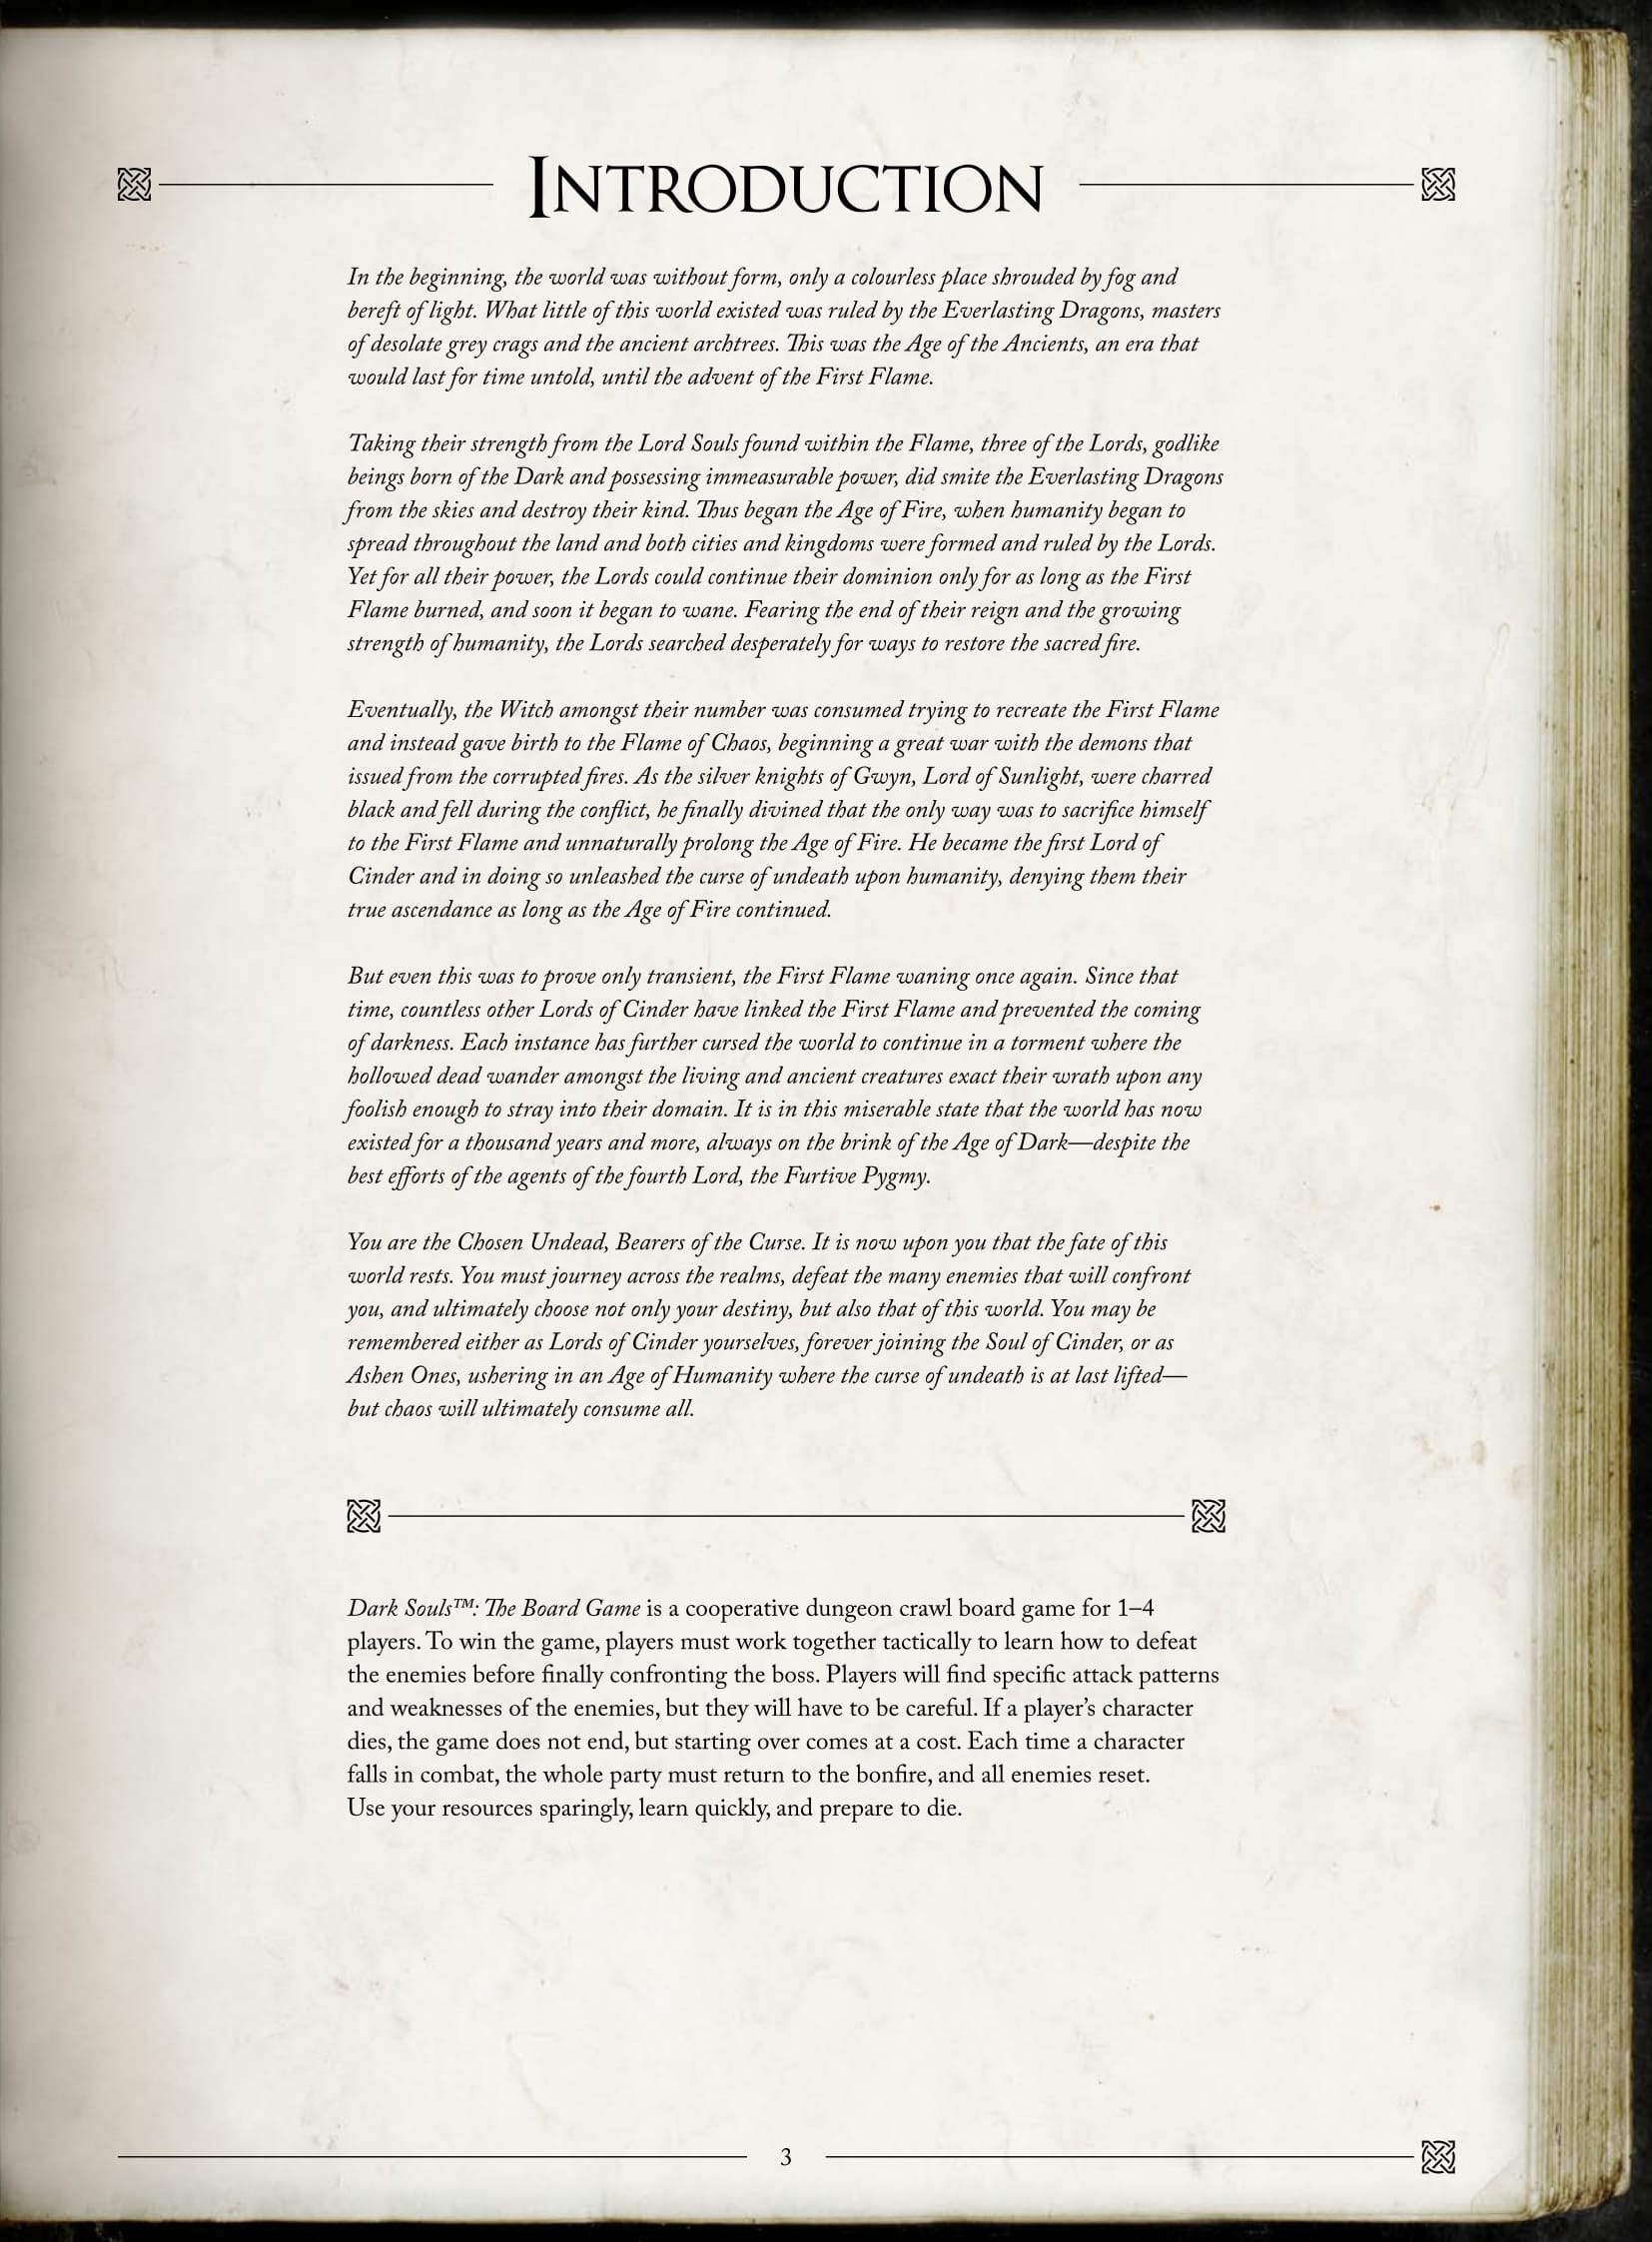 INTRODUCTION
In the beginning, the world was without form, only a colourless place shrouded by fog and
bereft of light. What little of this world existed was ruled by the Everlasting Dragons, masters
of desolate grey crags and the ancient archtrees. This was the Age of the Ancients, an era that
would last for time untold, until the advent of the First Flame.
Taking their strength from the Lord Souls found within the Flame, three of the Lords, godlike
beings born of the Dark and possessing immeasurable power, did smite the Everlasting Dragons
from the skies and destroy their kind. Thus began the Age of Fire, when humanity began to
spread throughout the land and both cities and kingdoms were formed and ruled by the Lords.
Yet for all their power, the Lords could continue their dominion only for as long as the First
Flame burned, and soon it began to wane. Fearing the end of their reign and the growing
strength of humanity, the Lords searched desperately for ways to restore the sacred fire.
Eventually, the Witch amongst their number was consumed trying to recreate the First Flame
and instead gave birth to the Flame of Chaos, beginning a great war with the demons that
issued from the corrupted fires. As the silver knights of Gwyn, Lord of Sunlight, were charred
black and fell during the conflict, he finally divined that the only way was to sacrifice himself
to the First Flame and unnaturally prolong the Age of Fire. He became the first Lord of
Cinder and in doing so unleashed the curse of undeath upon humanity, denying them their
true ascendance as long as the Age of Fire continued.
But even this was to prove only transient, the First Flame waning once again. Since that
time, countless other Lords of Cinder have linked the First Flame and prevented the coming
of darkness. Each instance has further cursed the world to continue in a torment where the
hollowed dead wander amongst the living and ancient creatures exact their wrath upon any
foolish enough to stray into their domain. It is in this miserable state that the world has now
existed for a thousand years and more, always on the brink of the Age of Dark—despite the
best efforts of the agents of the fourth Lord, the Furtive Pygmy.
You are the Chosen Undead, Bearers of the Curse. It is now upon you that the fate of this
world rests. You must journey across the realms, defeat the many enemies that will confront
you, and ultimately choose not only your destiny, but also that of this world. You may be
remembered either as Lords of Cinder yourselves, forever joining the Soul of Cinder, or as
Ashen Ones, ushering in an Age of Humanity where the curse of undeath is at last lifted—
but chaos will ultimately consume all.
Dark Souls™: The Board Game is a cooperative dungeon crawl board game for 1–4
players. To win the game, players must work together tactically to learn how to defeat
the enemies before finally confronting the boss. Players will find specific attack patterns
and weaknesses of the enemies, but they will have to be careful. If a player’s character
dies, the game does not end, but starting over comes at a cost. Each time a character
falls in combat, the whole party must return to the bonfire, and all enemies reset.
Use your resources sparingly, learn quickly, and prepare to die.
3